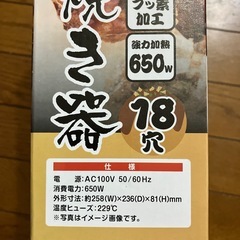 焼き器
フッ素
加工
強力加熱
650W
18穴
仕様
電源:AC100V 50/60Hz
消費電力:650W
外形寸法:約258(W)×236(D)×81(H)mm
温度ヒューズ:229℃
※写真はイメージです。